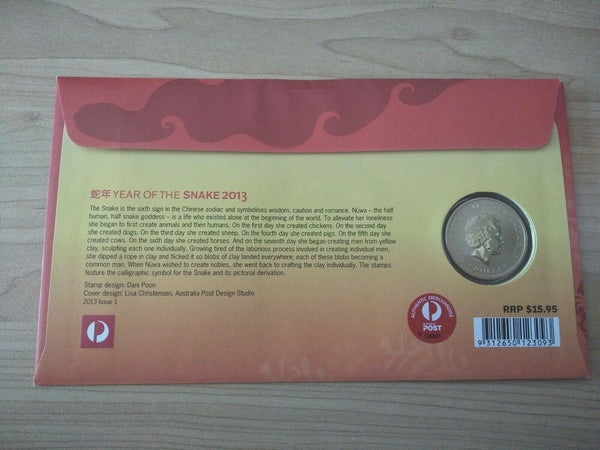 蛇年 YEAR OF THE SNAKE 2013
The Snake is the sixth sign in the Chinese zodiac and symbolises wisdom, caution and romance. Nüwa – the half
human, half snake goddess – is a life who existed alone at the beginning of the world. To alleviate her loneliness
she began to first create animals and then humans. On the first day she created chickens. On the second day
she created dogs. On the third day she created sheep. On the fourth day she created pigs. On the fifth day she
created cows. On the sixth day she created horses. And on the seventh day she began creating men from yellow
clay, sculpting each one individually. Growing tired of the laborious process involved in creating individual men,
she dipped a rope in clay and flicked it so blobs of clay landed everywhere; each of these blobs becoming a
common man. When Nüwa wished to create nobles, she went back to crafting the clay individually. The stamps
feature the calligraphic symbol for the Snake and its pictorial derivation.
Stamp design: Dani Poon
Cover design: Lisa Christensen, Australia Post Design Studio
2013 Issue 1
AUTHENTIC MERCHANDISE
POST
RRP $15.95
9 312650 123093